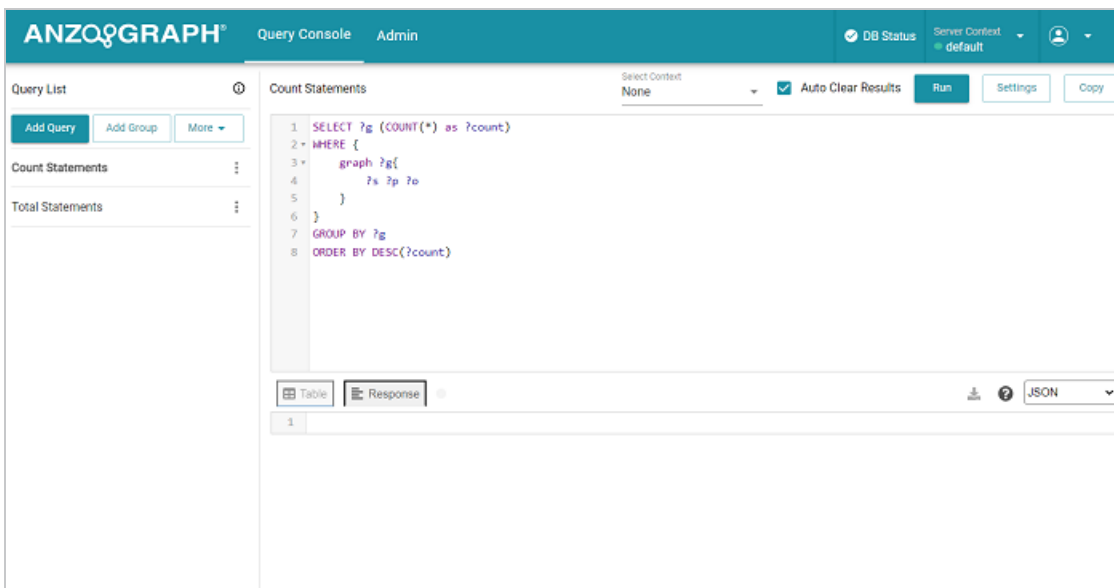 ANZOGRAPH® Query Console Admin DB Status Server Context default
Query List
Add Query Add Group More
Count Statements
Total Statements
Count Statements Select Context None Auto Clear Results Run Settings Copy
1 SELECT ?g (COUNT(*) as ?count)
2 WHERE {
3 graph ?g{
4 ?s ?p ?o
5 }
6 }
7 GROUP BY ?g
8 ORDER BY DESC(?count)
Table Response JSON
1